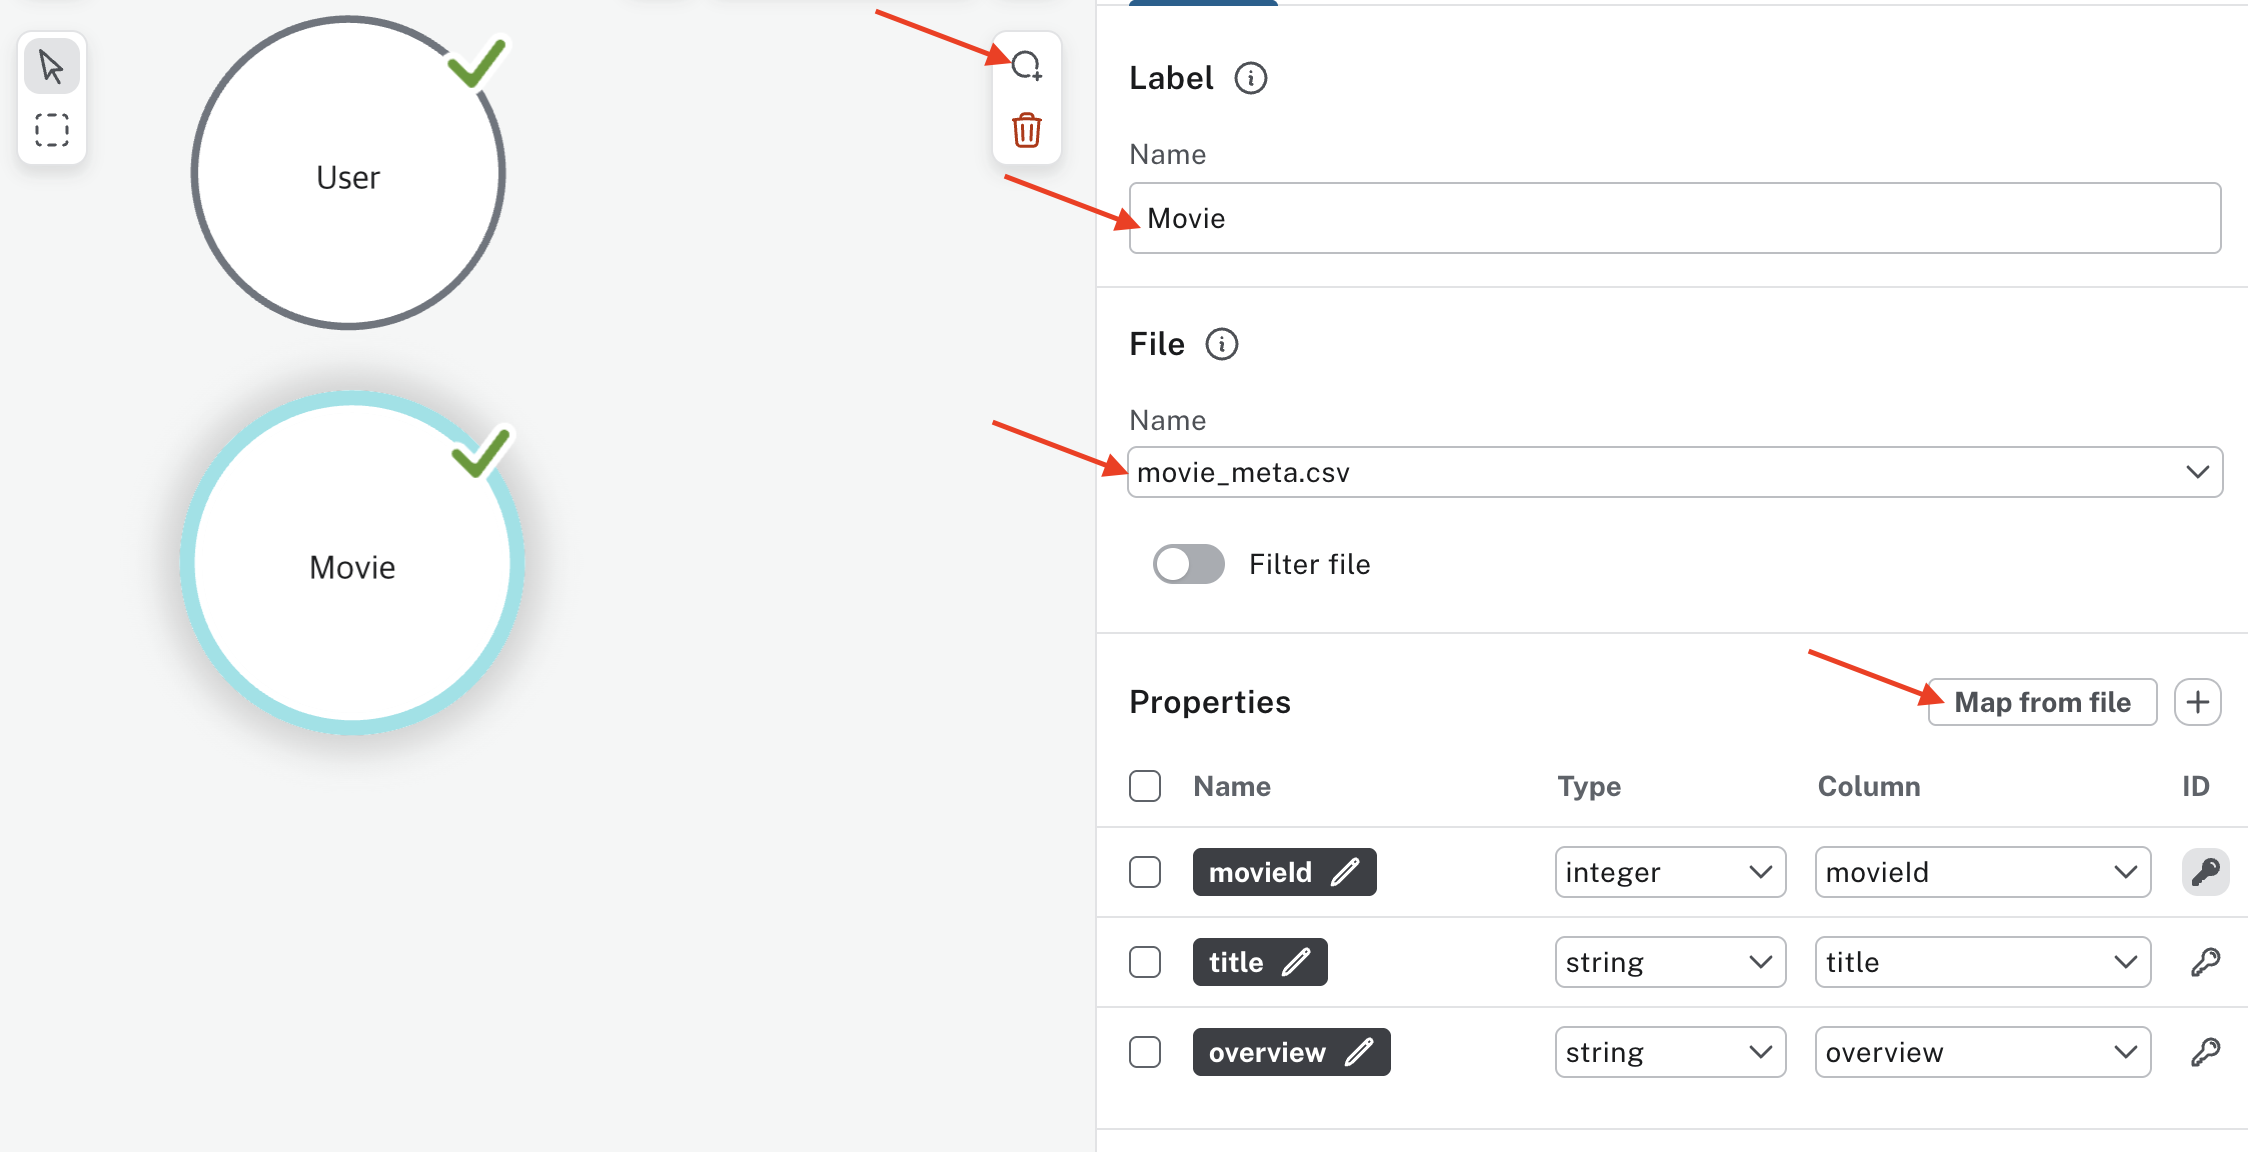 User
Movie
Label
Name
Movie
File
Name
movie_meta.csv
Filter file
Properties
Map from file
Name Type Column ID
movieId integer movieId
title string title
overview string overview